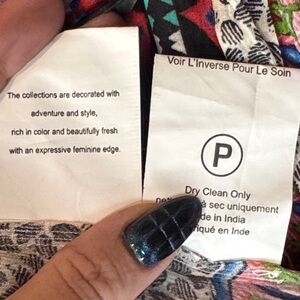 The collections are decorated with
adventure and style,
rich in color and beautifully fresh
with an expressive feminine edge.
Voir L'Inverse Pour Le Soin
P
Dry Clean Only
à sec uniquement
in India
en Inde